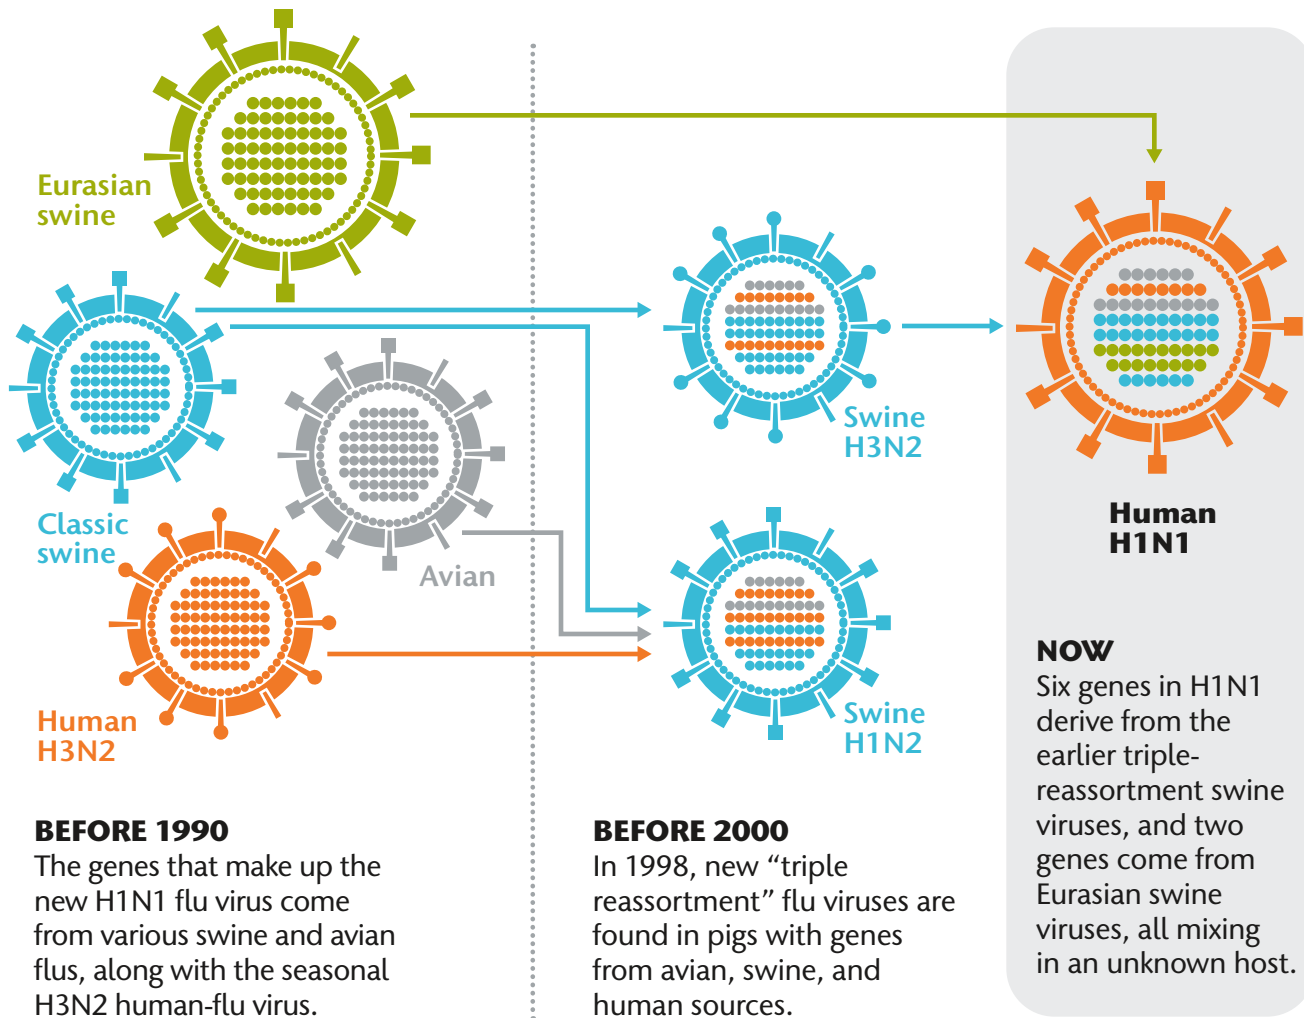 Eurasian
swine
Classic
swine
Avian
Human
H3N2
BEFORE 1990
The genes that make up the
new H1N1 flu virus come
from various swine and avian
flus, along with the seasonal
H3N2 human-flu virus.
Swine
H3N2
Swine
H1N2
BEFORE 2000
In 1998, new “triple
reassortment” flu viruses are
found in pigs with genes
from avian, swine, and
human sources.
Human
H1N1
NOW
Six genes in H1N1
derive from the
earlier triple-
reassortment swine
viruses, and two
genes come from
Eurasian swine
viruses, all mixing
in an unknown host.